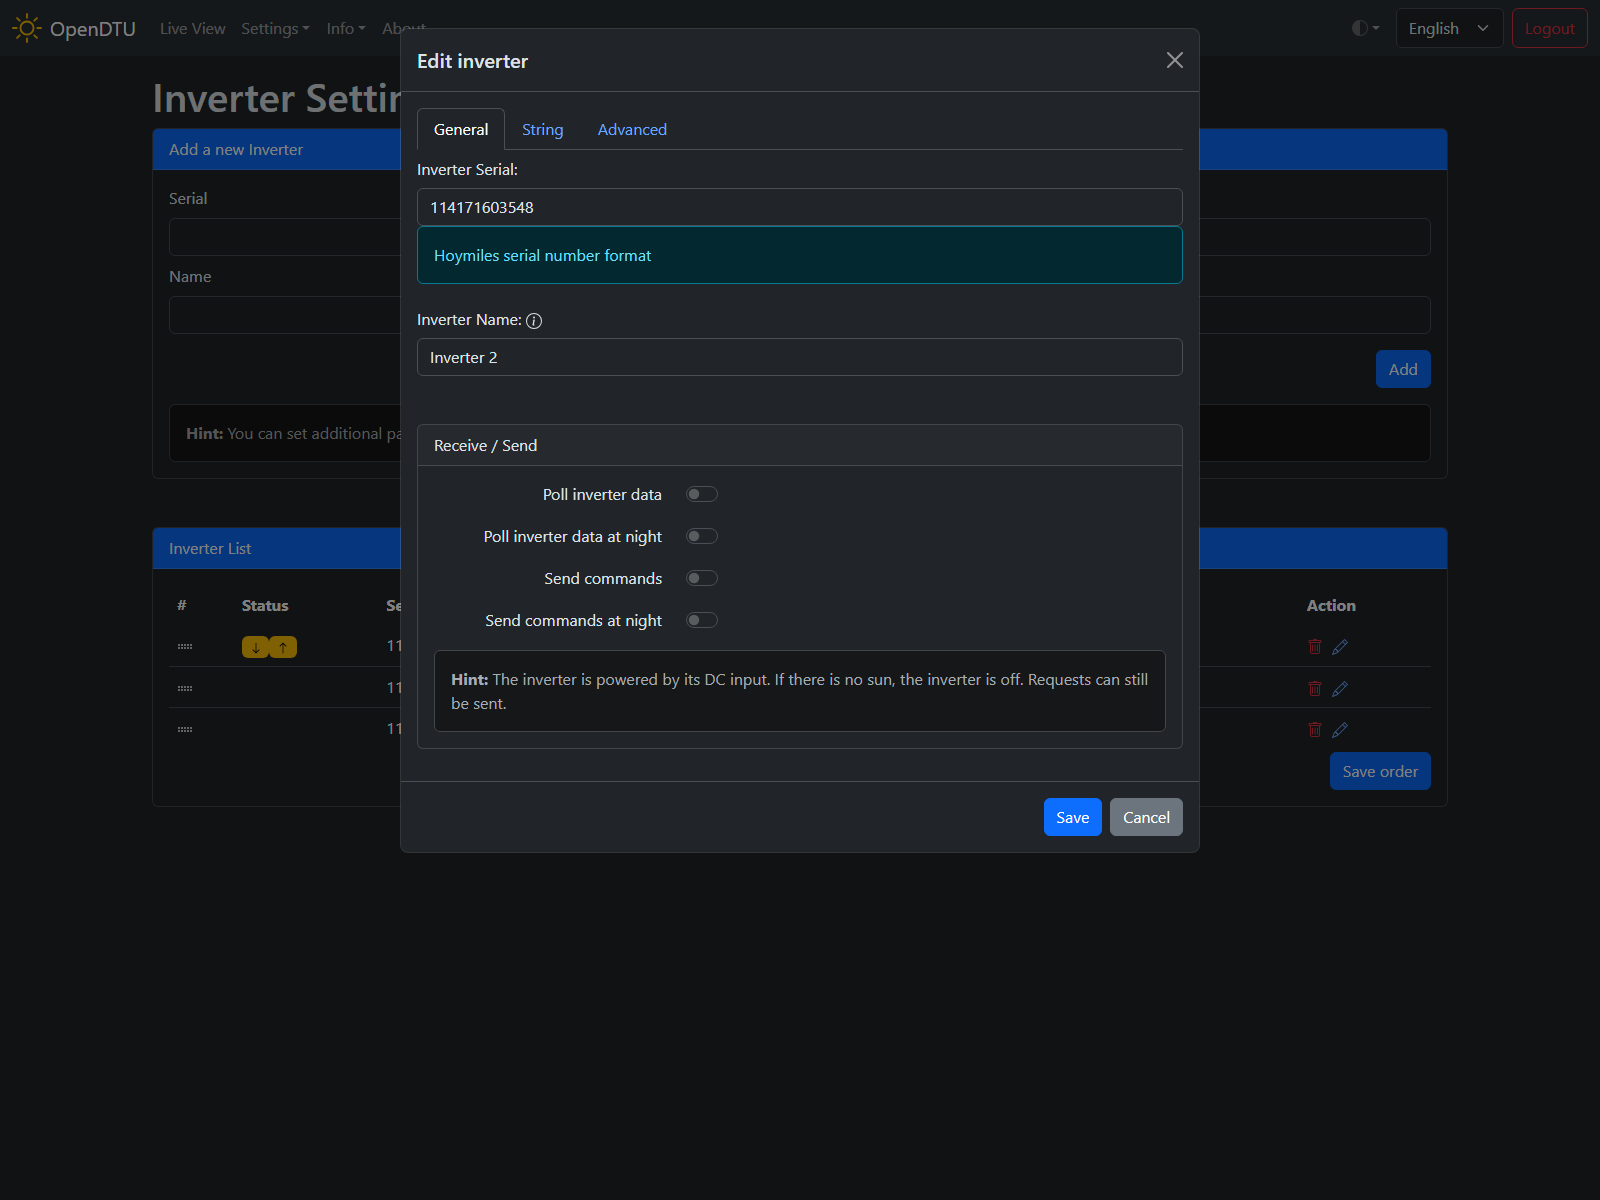 OpenDTU Live View Settings Info About English Logout
Edit inverter
Inverter Settin
General String Advanced
Add a new Inverter
Inverter Serial:
Serial
114171603548
Hoymiles serial number format
Name
Inverter Name:
Inverter 2
Add
Hint: You can set additional pa
Receive / Send
Poll inverter data
Poll inverter data at night
Send commands
Send commands at night
Hint: The inverter is powered by its DC input. If there is no sun, the inverter is off. Requests can still
be sent.
Inverter List
# Status Se Action
11
11
11
Save order
Save Cancel